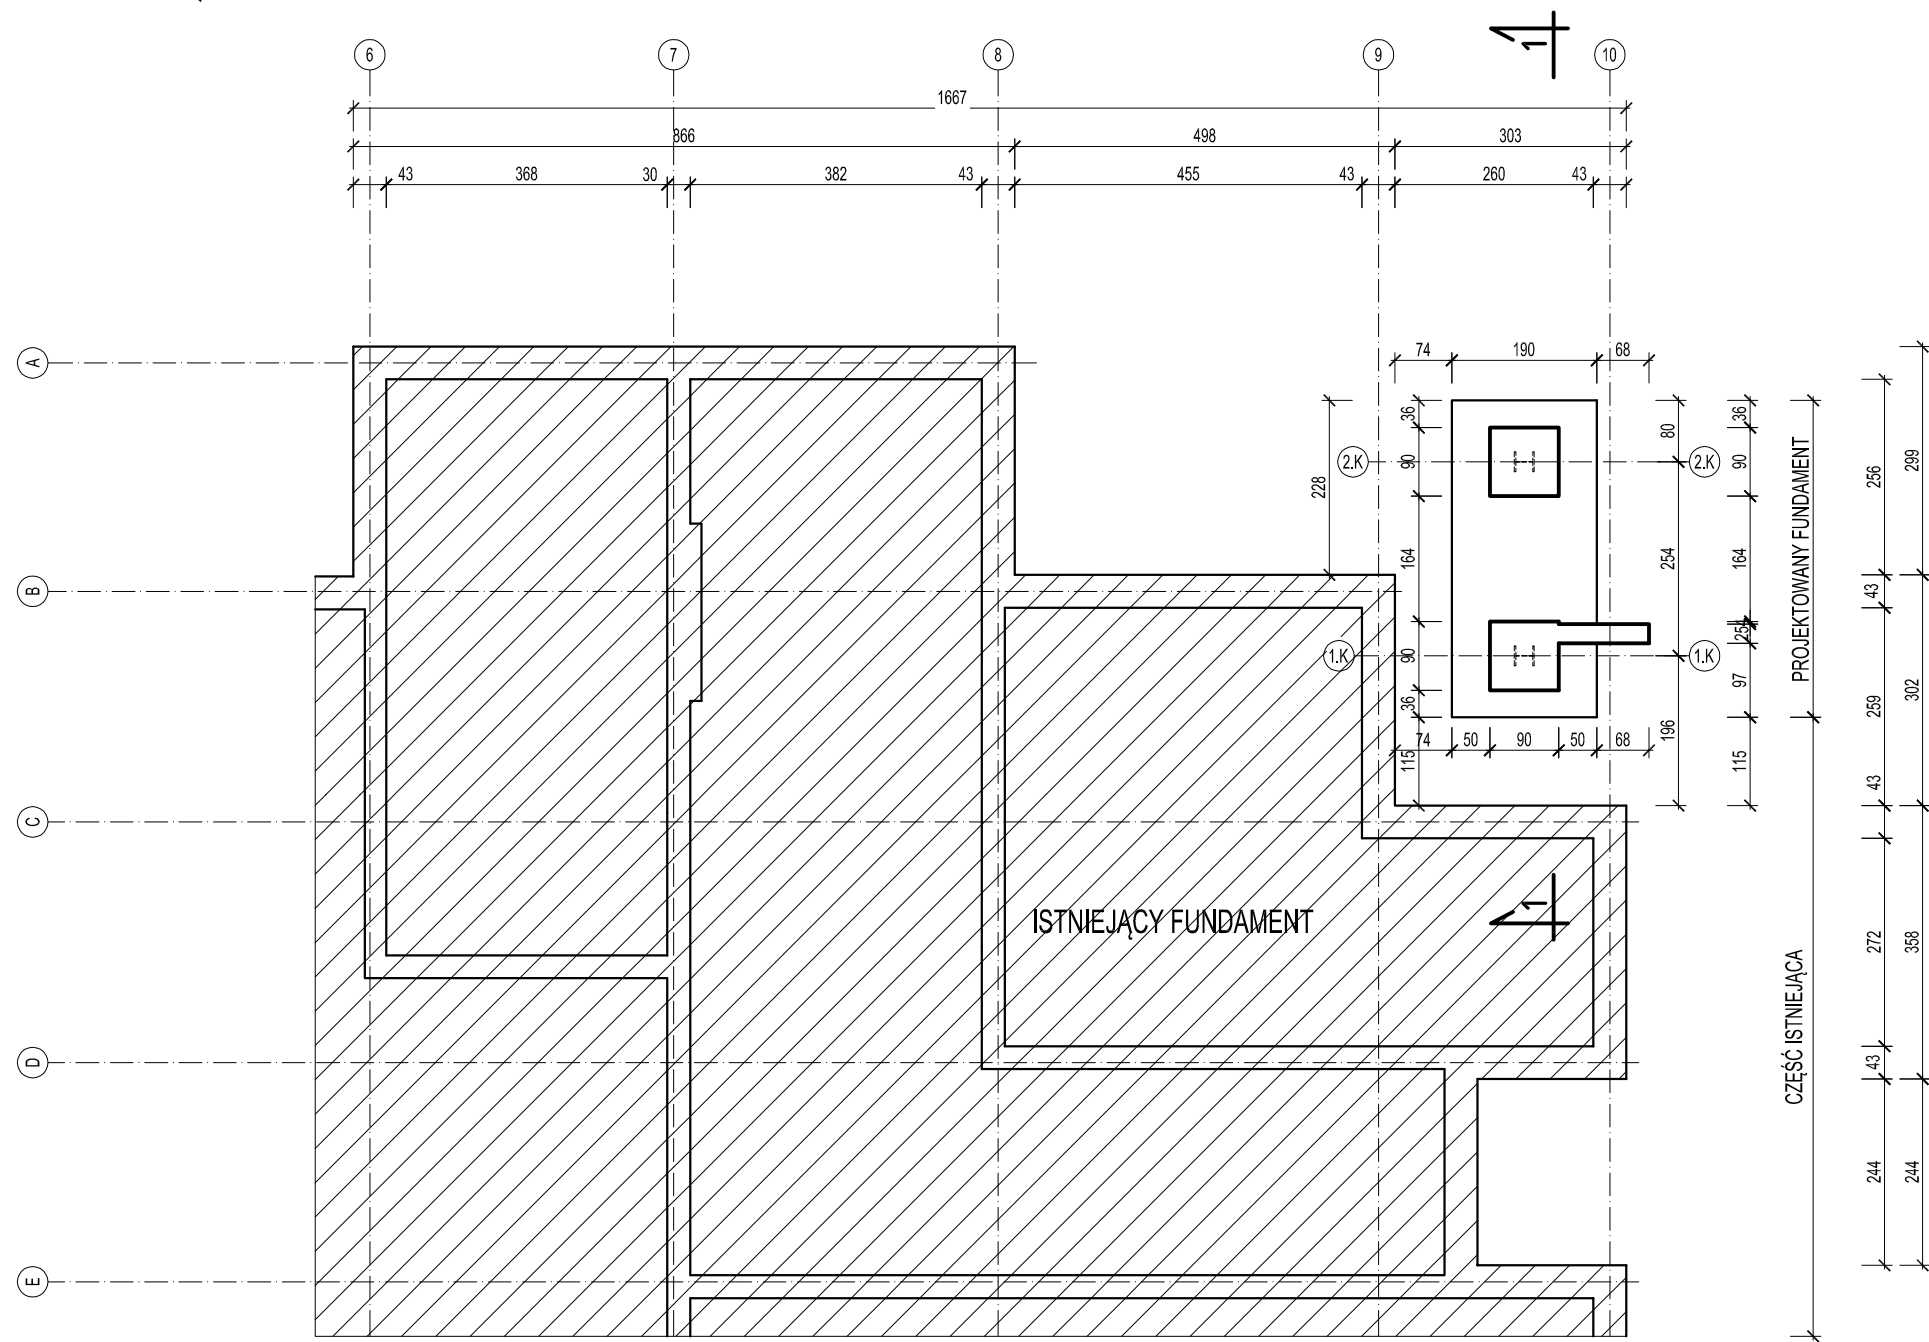 6 7 8 9 10
1 1
1667
866 498 303
43 368 30 382 43 455 43 260 43
A
B
C
D
E
74 190 68
228
36 90 164 90 36 115
80 254 196
36 90 164 25 97 115
2.K 2.K
1.K 1.K
74 50 90 50 68
PROJEKTOWANY FUNDAMENT
CZĘŚĆ ISTNIEJĄCA
ISTNIEJĄCY FUNDAMENT
1 1
256 43 259 43 272 43 244
299 302 358 244